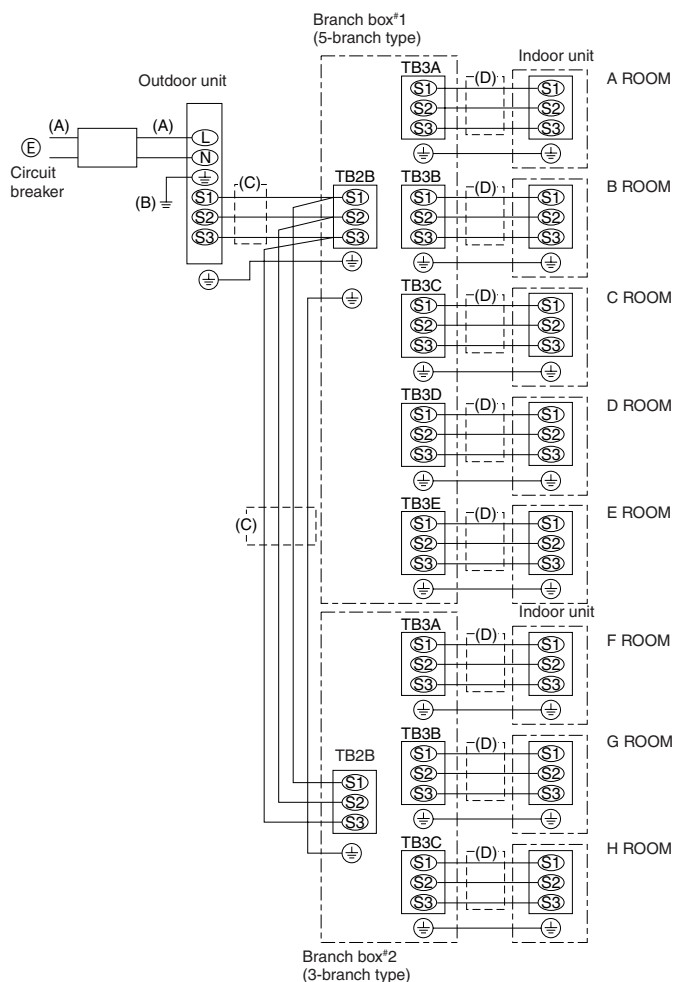 Branch box#1
(5-branch type)
Indoor unit
TB3A
(D)
A ROOM
S1
S1
S2
S2
S3
S3
Outdoor unit
(A)
(A)
L
E
N
Circuit
breaker
(B)
(C)
S1
S2
S3
TB2B
S1
S2
S3
TB3B
(D)
B ROOM
S1
S1
S2
S2
S3
S3
TB3C
(D)
C ROOM
S1
S1
S2
S2
S3
S3
TB3D
(D)
D ROOM
S1
S1
S2
S2
S3
S3
(C)
TB3E
(D)
E ROOM
S1
S1
S2
S2
S3
S3
Indoor unit
TB3A
(D)
F ROOM
S1
S1
S2
S2
S3
S3
TB2B
S1
S2
S3
TB3B
(D)
G ROOM
S1
S1
S2
S2
S3
S3
TB3C
(D)
H ROOM
S1
S1
S2
S2
S3
S3
Branch box#2
(3-branch type)